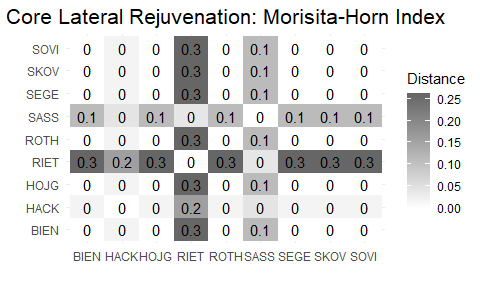 Core Lateral Rejuvenation: Morisita-Horn Index
SOVI 0 0 0 0.3 0 0.1 0 0 0
SKOV 0 0 0 0.3 0 0.1 0 0 0
SEGE 0 0 0 0.3 0 0.1 0 0 0
SASS 0.1 0 0.1 0 0.1 0 0.1 0.1 0.1
ROTH 0 0 0 0.3 0 0.1 0 0 0
RIET 0.3 0.2 0.3 0 0.3 0 0.3 0.3 0.3
HOJG 0 0 0 0.3 0 0.1 0 0 0
HACK 0 0 0 0.2 0 0 0 0 0
BIEN 0 0 0 0.3 0 0.1 0 0 0
BIEN HACK HOJG RIET ROTH SASS SEGE SKOV SOVI
Distance
0.25
0.20
0.15
0.10
0.05
0.00